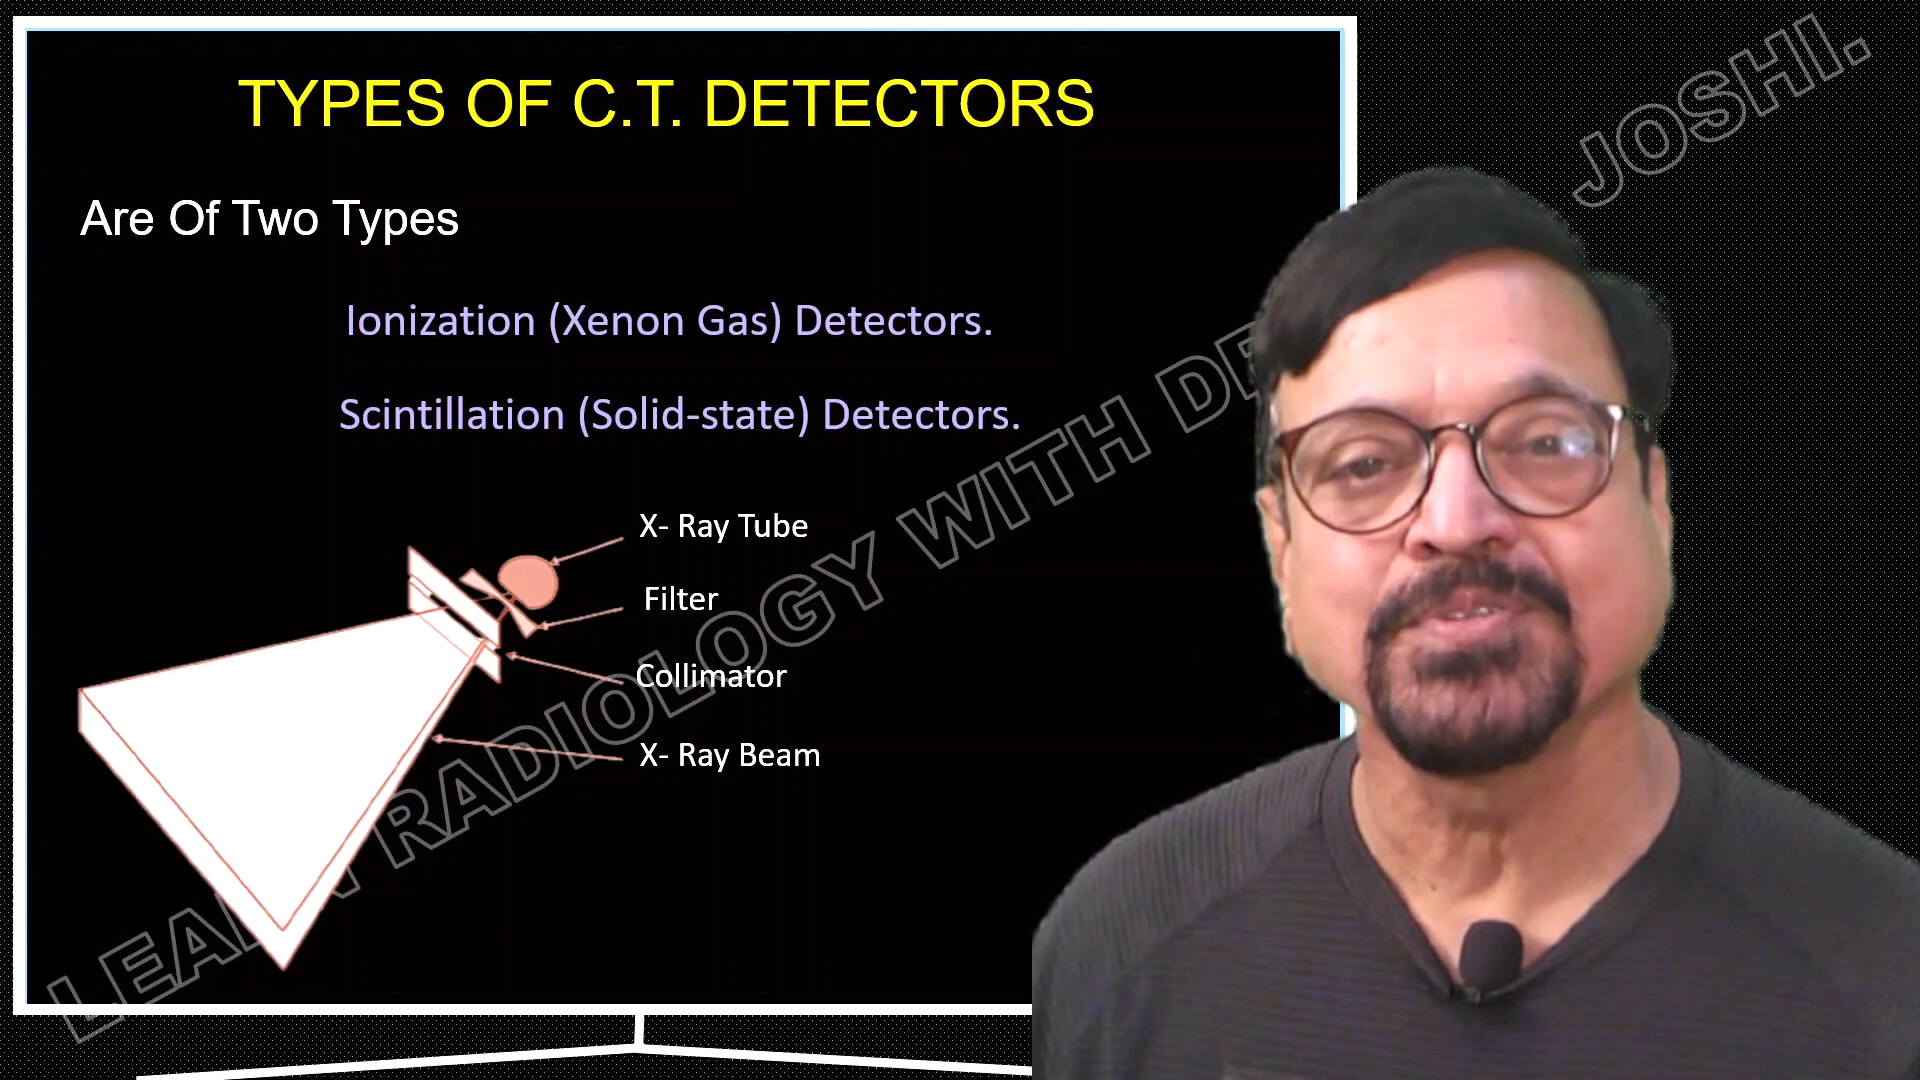 TYPES OF C.T. DETECTORS
Are Of Two Types
Ionization (Xenon Gas) Detectors.
Scintillation (Solid-state) Detectors.
X- Ray Tube
Filter
Collimator
X- Ray Beam
RADIOLOGY WITH
JOSHI.